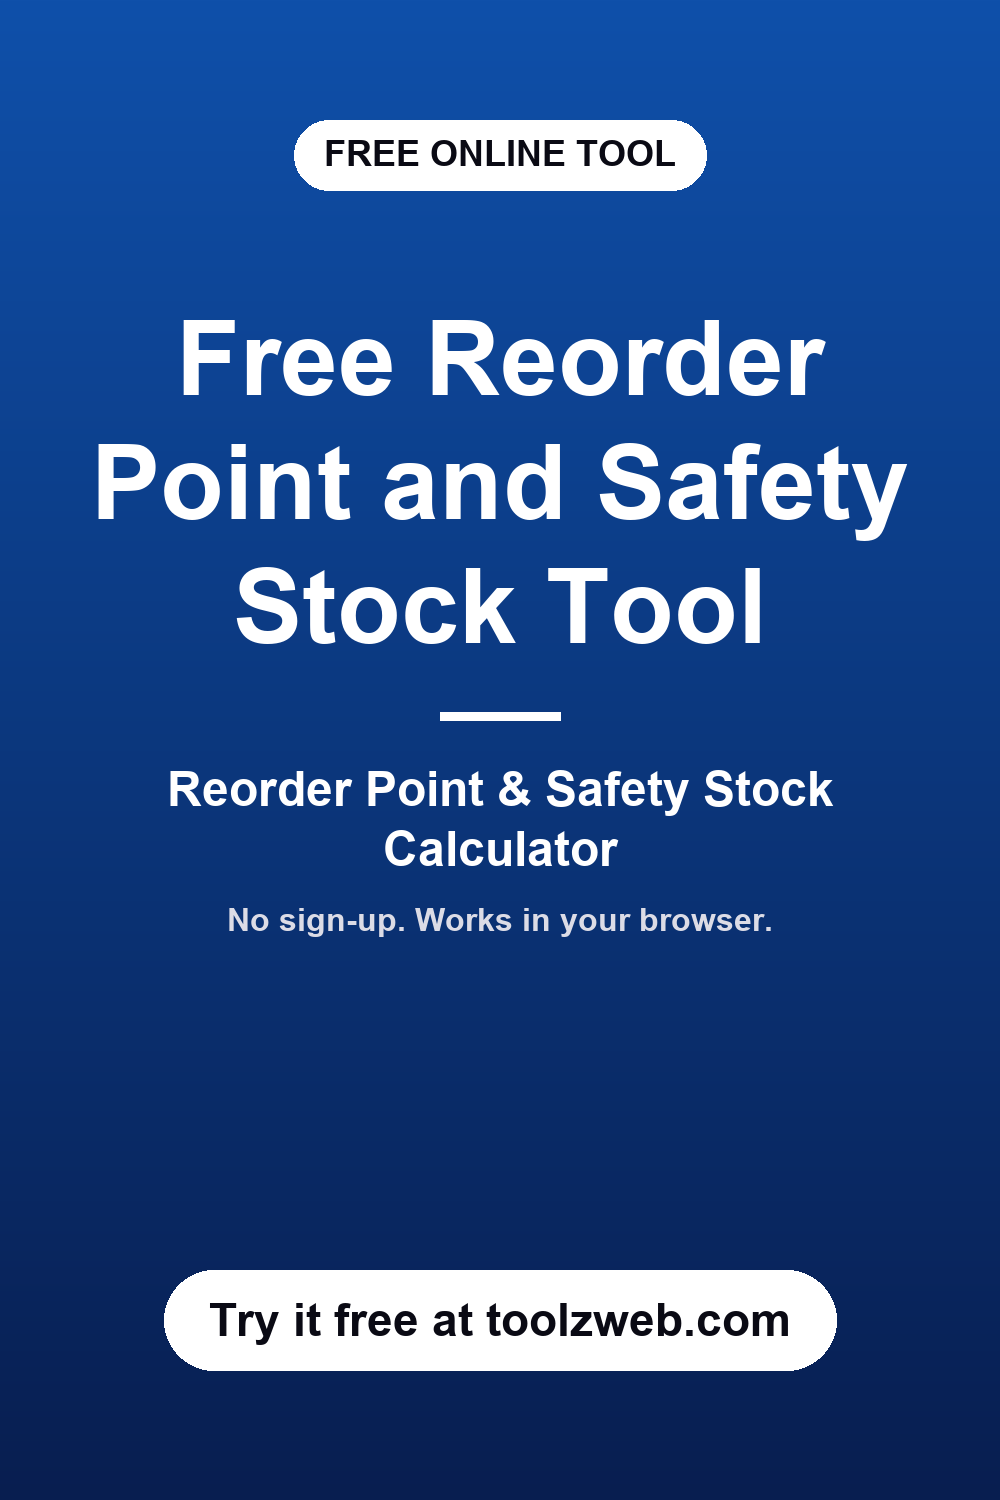 FREE ONLINE TOOL
Free Reorder
Point and Safety
Stock Tool
Reorder Point & Safety Stock
Calculator
No sign-up. Works in your browser.
Try it free at toolzweb.com